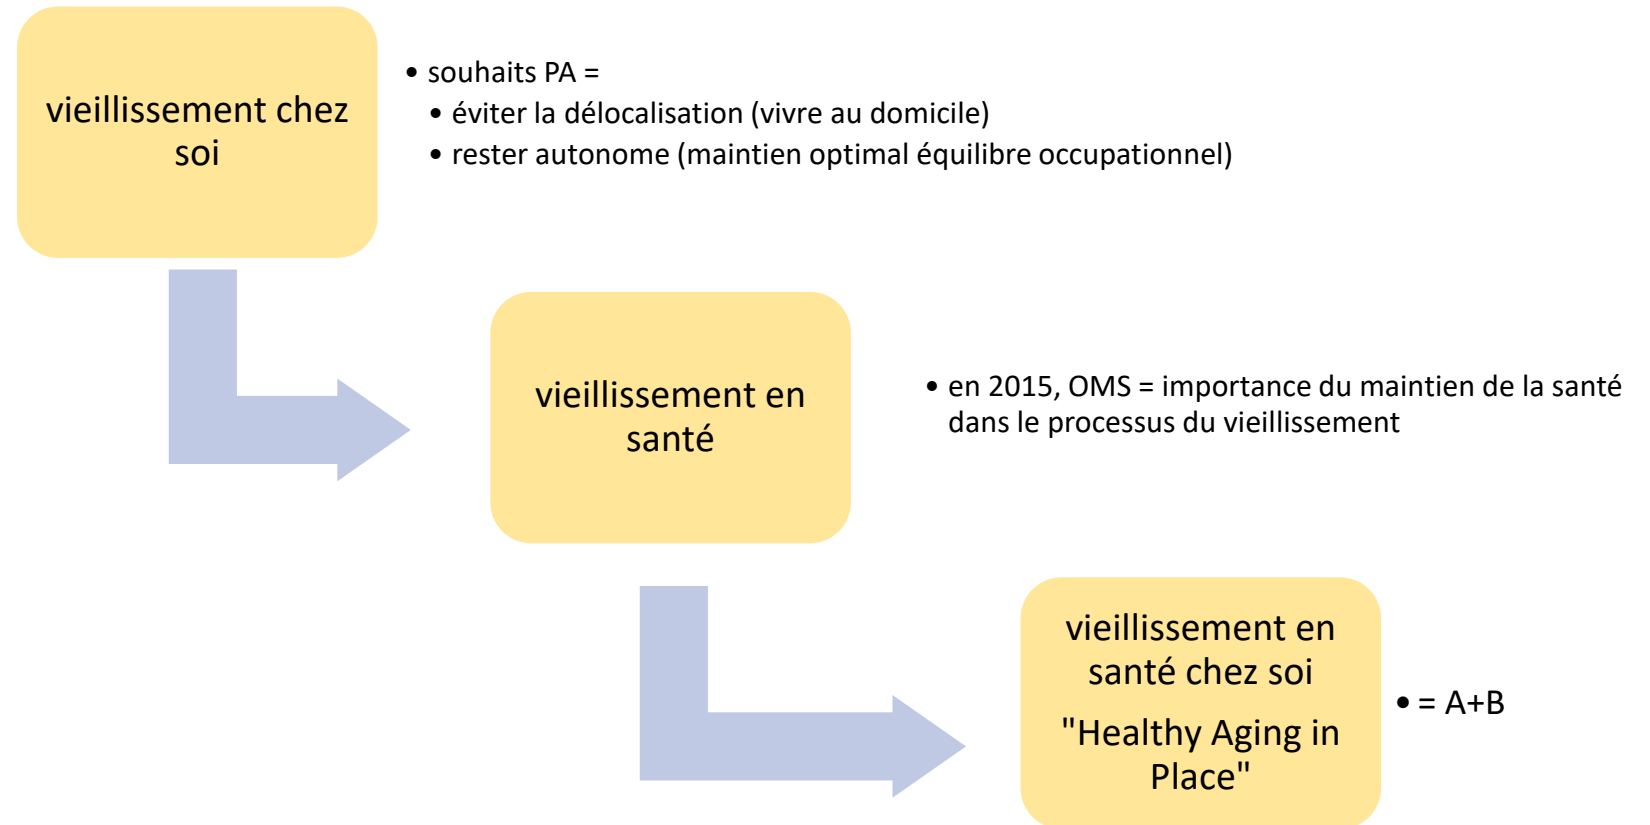 vieillissement chez
soi
• souhaits PA =
• éviter la délocalisation (vivre au domicile)
• rester autonome (maintien optimal équilibre occupationnel)
vieillissement en
santé
• en 2015, OMS = importance du maintien de la santé
dans le processus du vieillissement
vieillissement en
santé chez soi
"Healthy Aging in
Place"
• = A+B